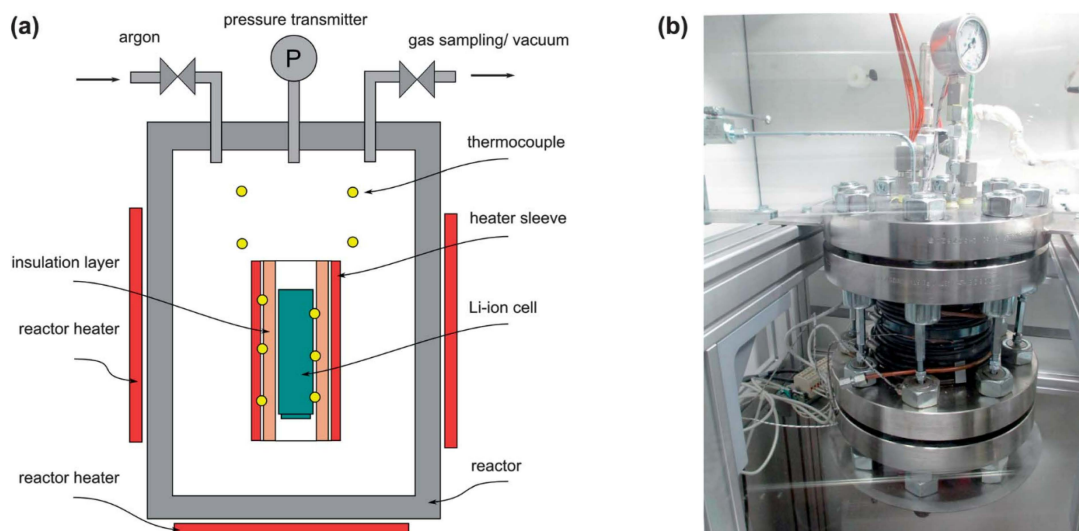 (a)
pressure transmitter
argon
gas sampling/ vacuum
P
thermocouple
heater sleeve
insulation layer
Li-ion cell
reactor heater
reactor
reactor heater
(b)